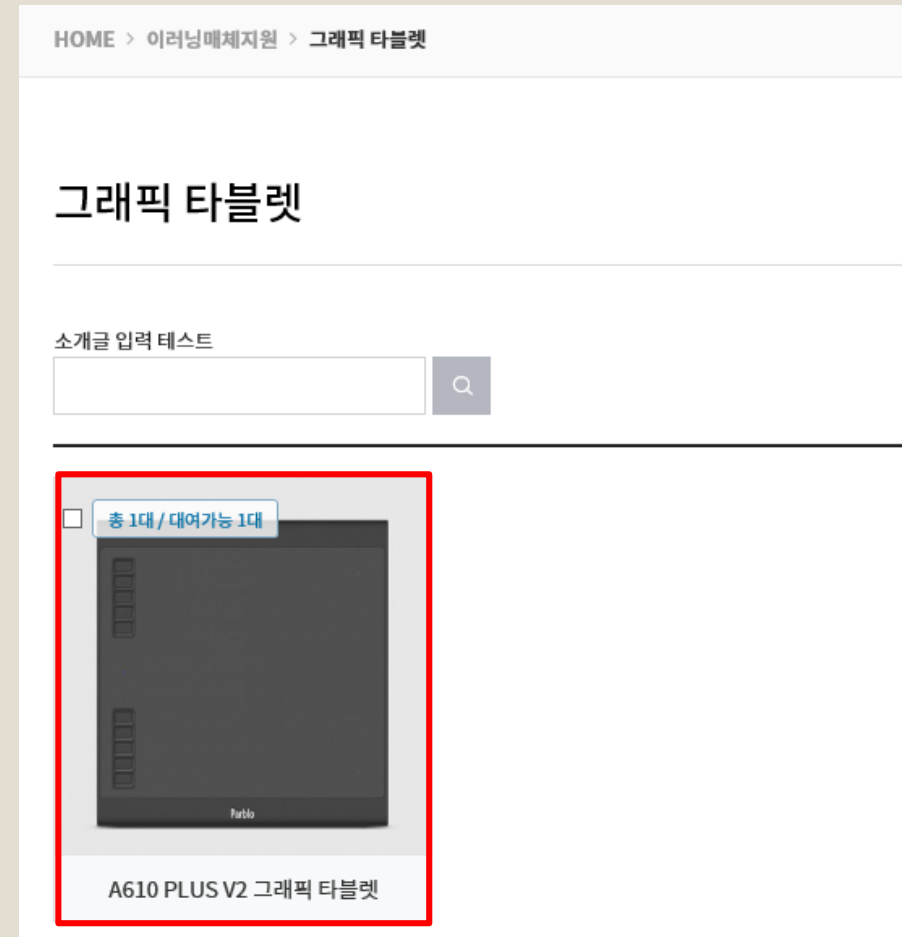 HOME > 이러닝매체지원 > 그래픽 타블렛
그래픽 타블렛
소개글 입력 테스트
총 1대 / 대여가능 1대
Parblo
A610 PLUS V2 그래픽 타블렛